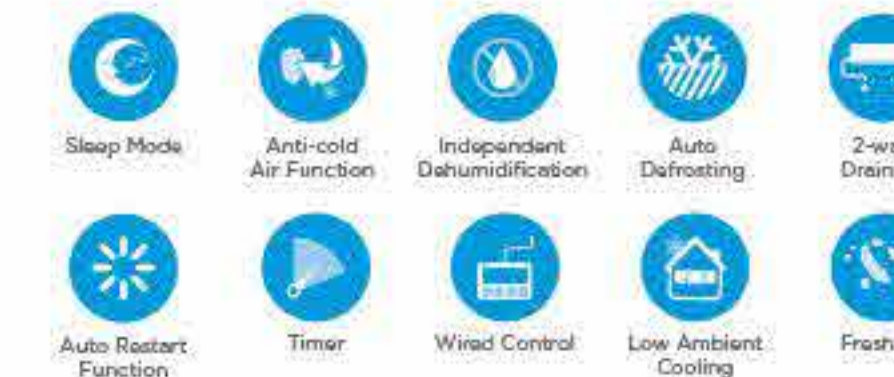 Sleep Mode
Anti-cold
Air Function
Independent
Dehumidification
Auto
Defrosting
Auto Restart
Function
Timer
Wired Control
Low Ambient
Cooling
Fresh